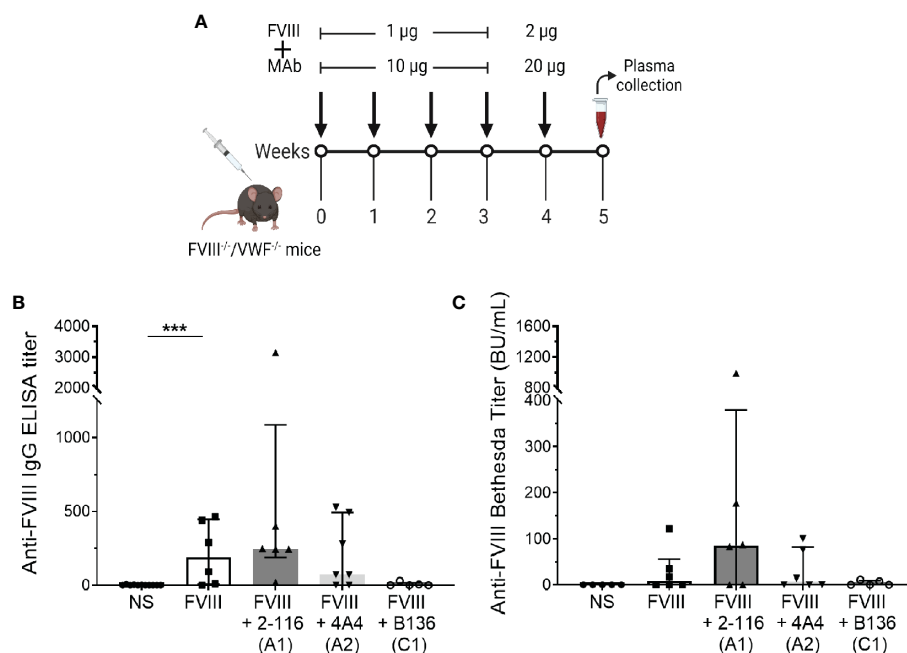 A
FVIII
+
MAb
1 µg
2 µg
10 µg
20 µg
Plasma
collection
Weeks
0 1 2 3 4 5
FVIII-/-/VWF-/- mice
B
Anti-FVIII IgG ELISA titer
4000
3000
2000
1000
500
0
***
NS
FVIII
FVIII
+ 2-116
(A1)
FVIII
+ 4A4
(A2)
FVIII
+ B136
(C1)
C
Anti-FVIII Bethesda Titer (BU/mL)
1600
1200
800
400
300
200
100
50
0
NS
FVIII
FVIII
+ 2-116
(A1)
FVIII
+ 4A4
(A2)
FVIII
+ B136
(C1)